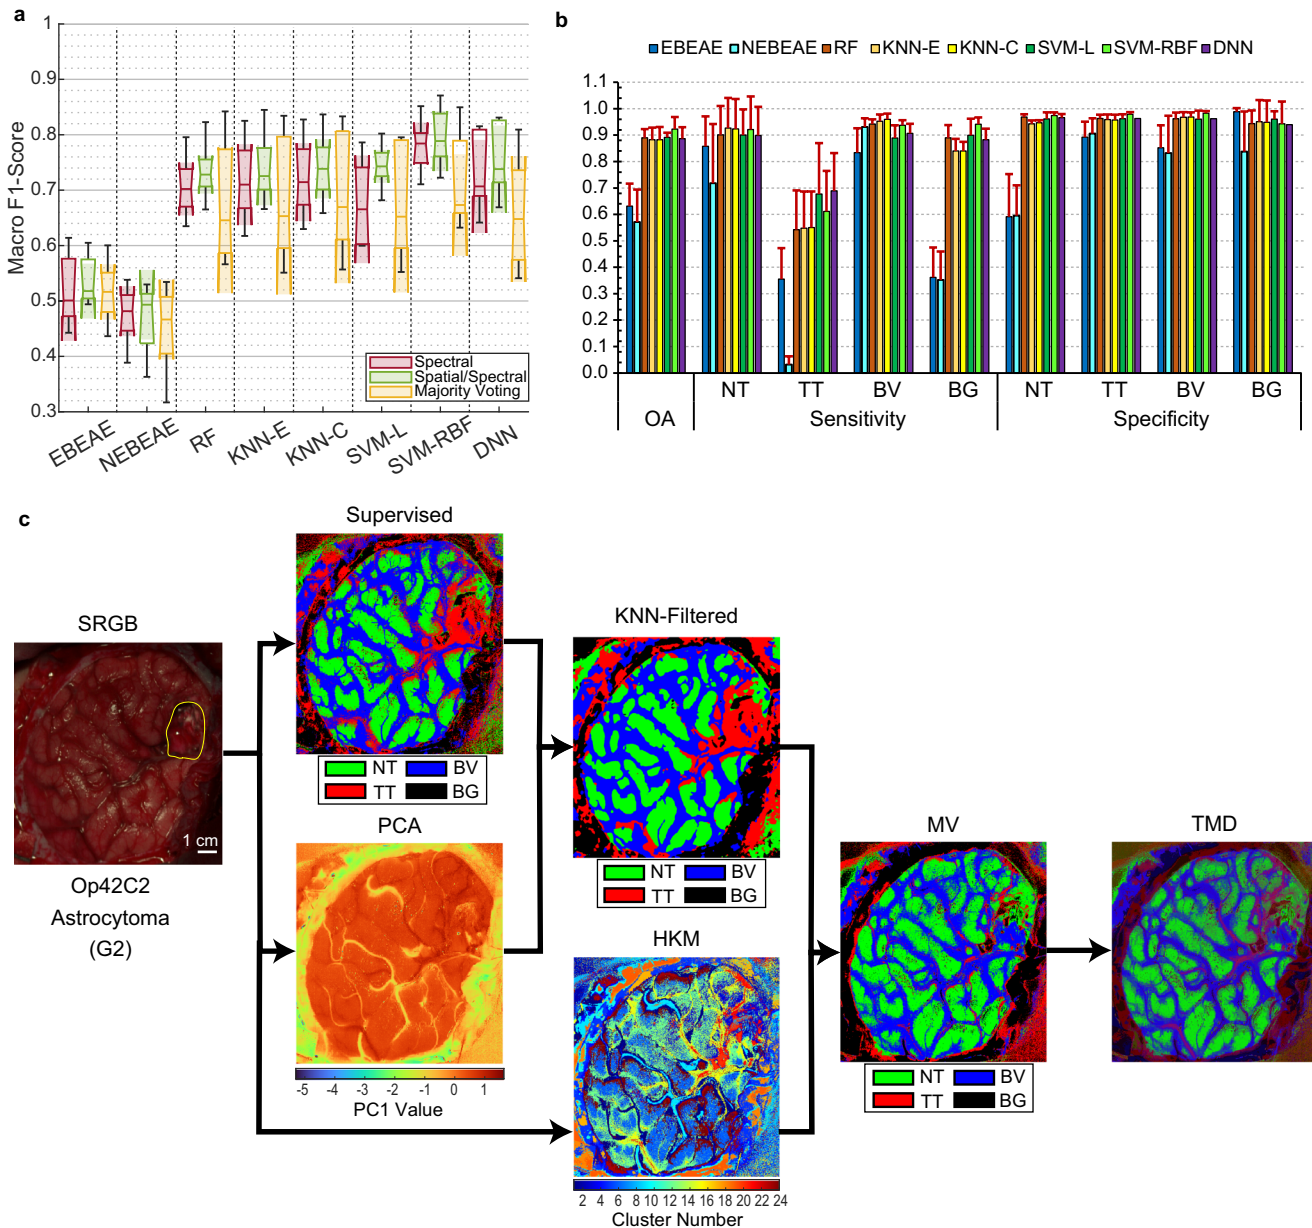 a
Macro F1-Score
1
0.9
0.8
0.7
0.6
0.5
0.4
0.3
Spectral
Spatial/Spectral
Majority Voting
EBEAE
NEBEAE
RF
KNN-E
KNN-C
SVM-L
SVM-RBF
DNN
b
EBEAE NEBEAE RF KNN-E KNN-C SVM-L SVM-RBF DNN
1.1
1.0
0.9
0.8
0.7
0.6
0.5
0.4
0.3
0.2
0.1
0.0
NT TT BV BG NT TT BV BG
OA Sensitivity Specificity
c
SRGB
1 cm
Op42C2
Astrocytoma
(G2)
Supervised
NT BV
TT BG
PCA
-5 -4 -3 -2 -1 0 1
PC1 Value
KNN-Filtered
NT BV
TT BG
HKM
2 4 6 8 10 12 14 16 18 20 22 24
Cluster Number
MV
NT BV
TT BG
TMD